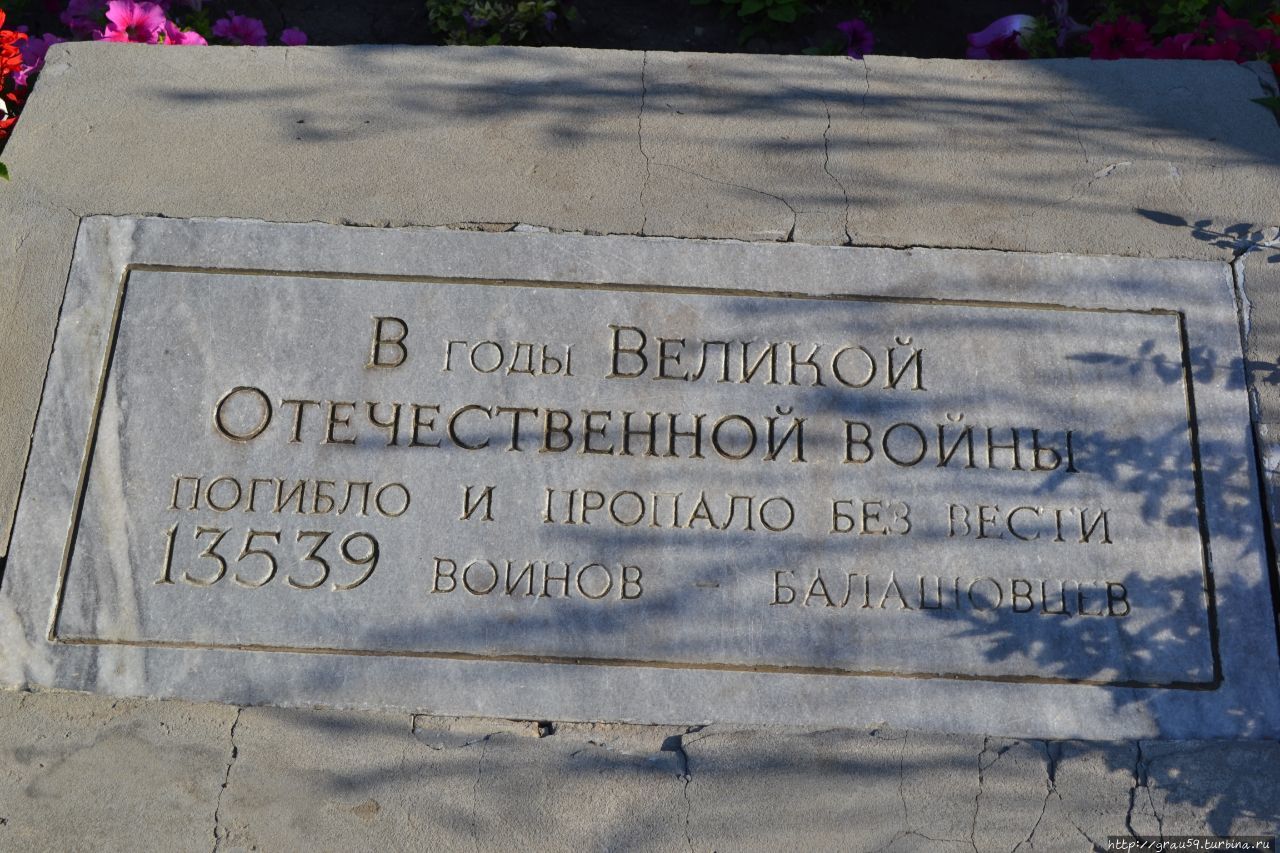 В годы Великой
Отечественной войны
погибло и пропало без вести
13539 воинов – балашовцев
http://grau59.turbina.ru